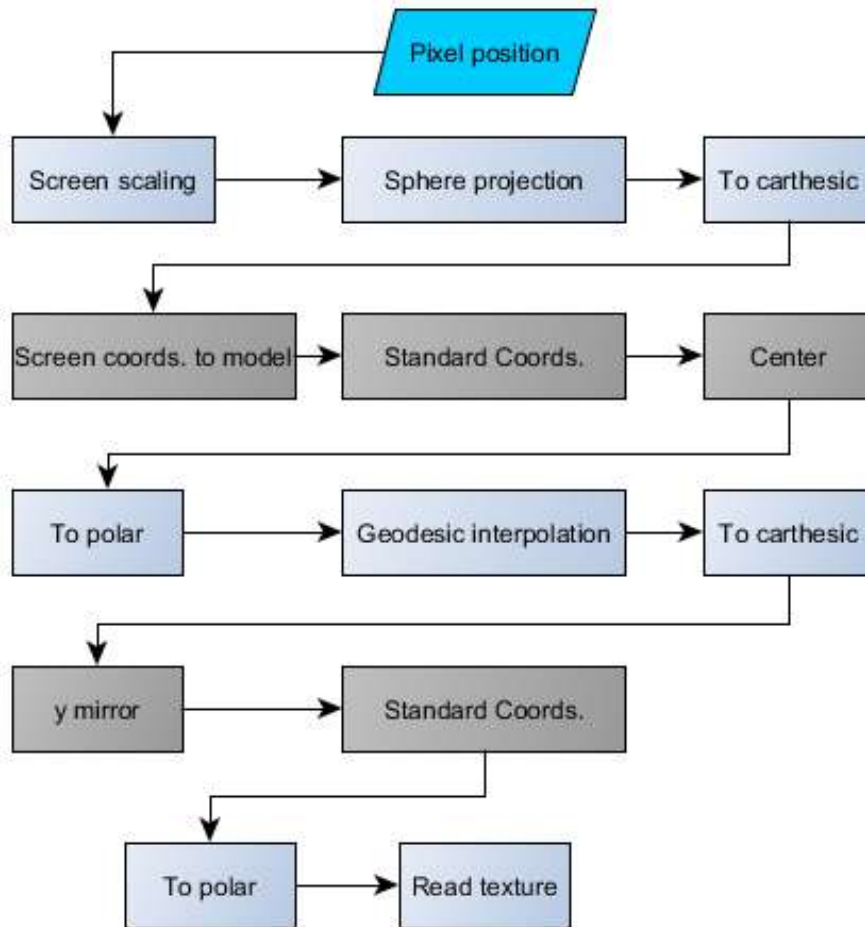 Pixel position
Screen scaling
Sphere projection
To carthesic
Screen coords. to model
Standard Coords.
Center
To polar
Geodesic interpolation
To carthesic
y mirror
Standard Coords.
To polar
Read texture